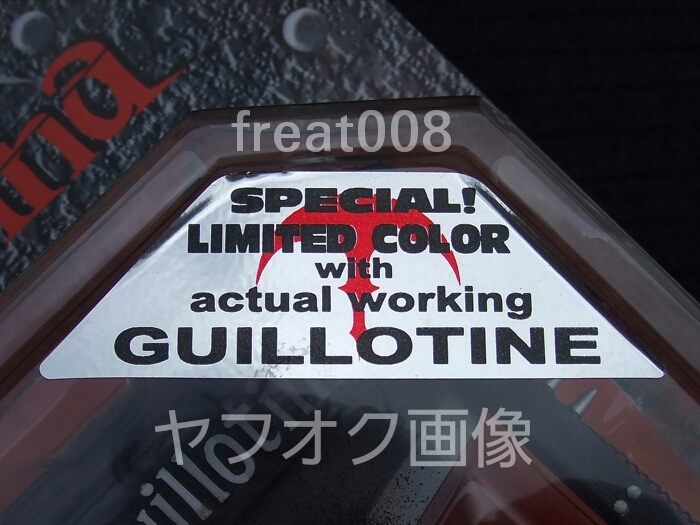 freat008
SPECIAL!
LIMITED COLOR
with
actual working
GUILLOTINE
ヤフオク画像